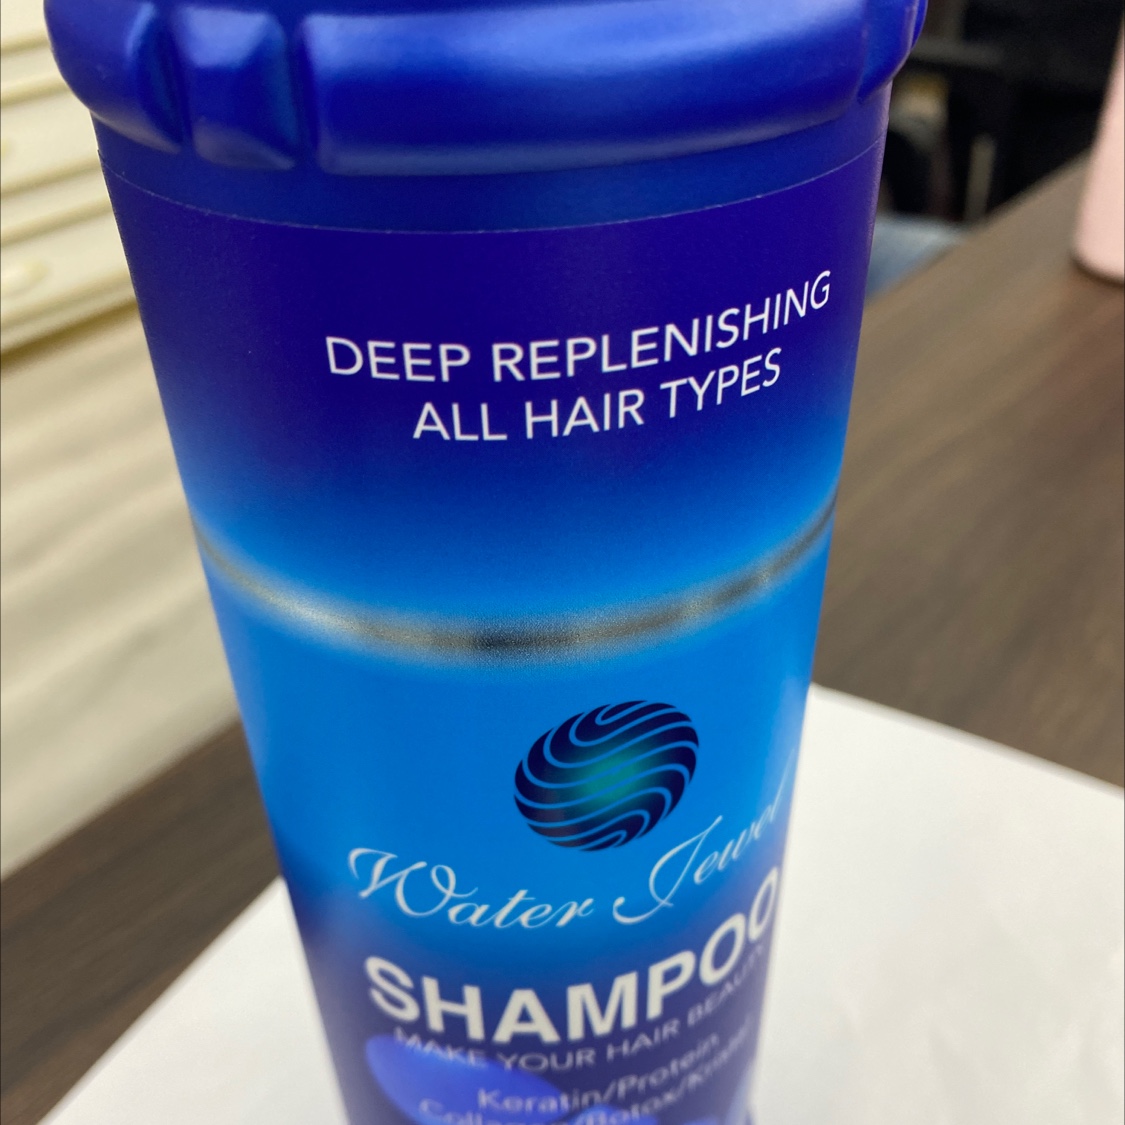 DEEP REPLENISHING
ALL HAIR TYPES
Water Jewel
SHAMPOO
MAKE YOUR HAIR BEAUTY
Keratin/Protein